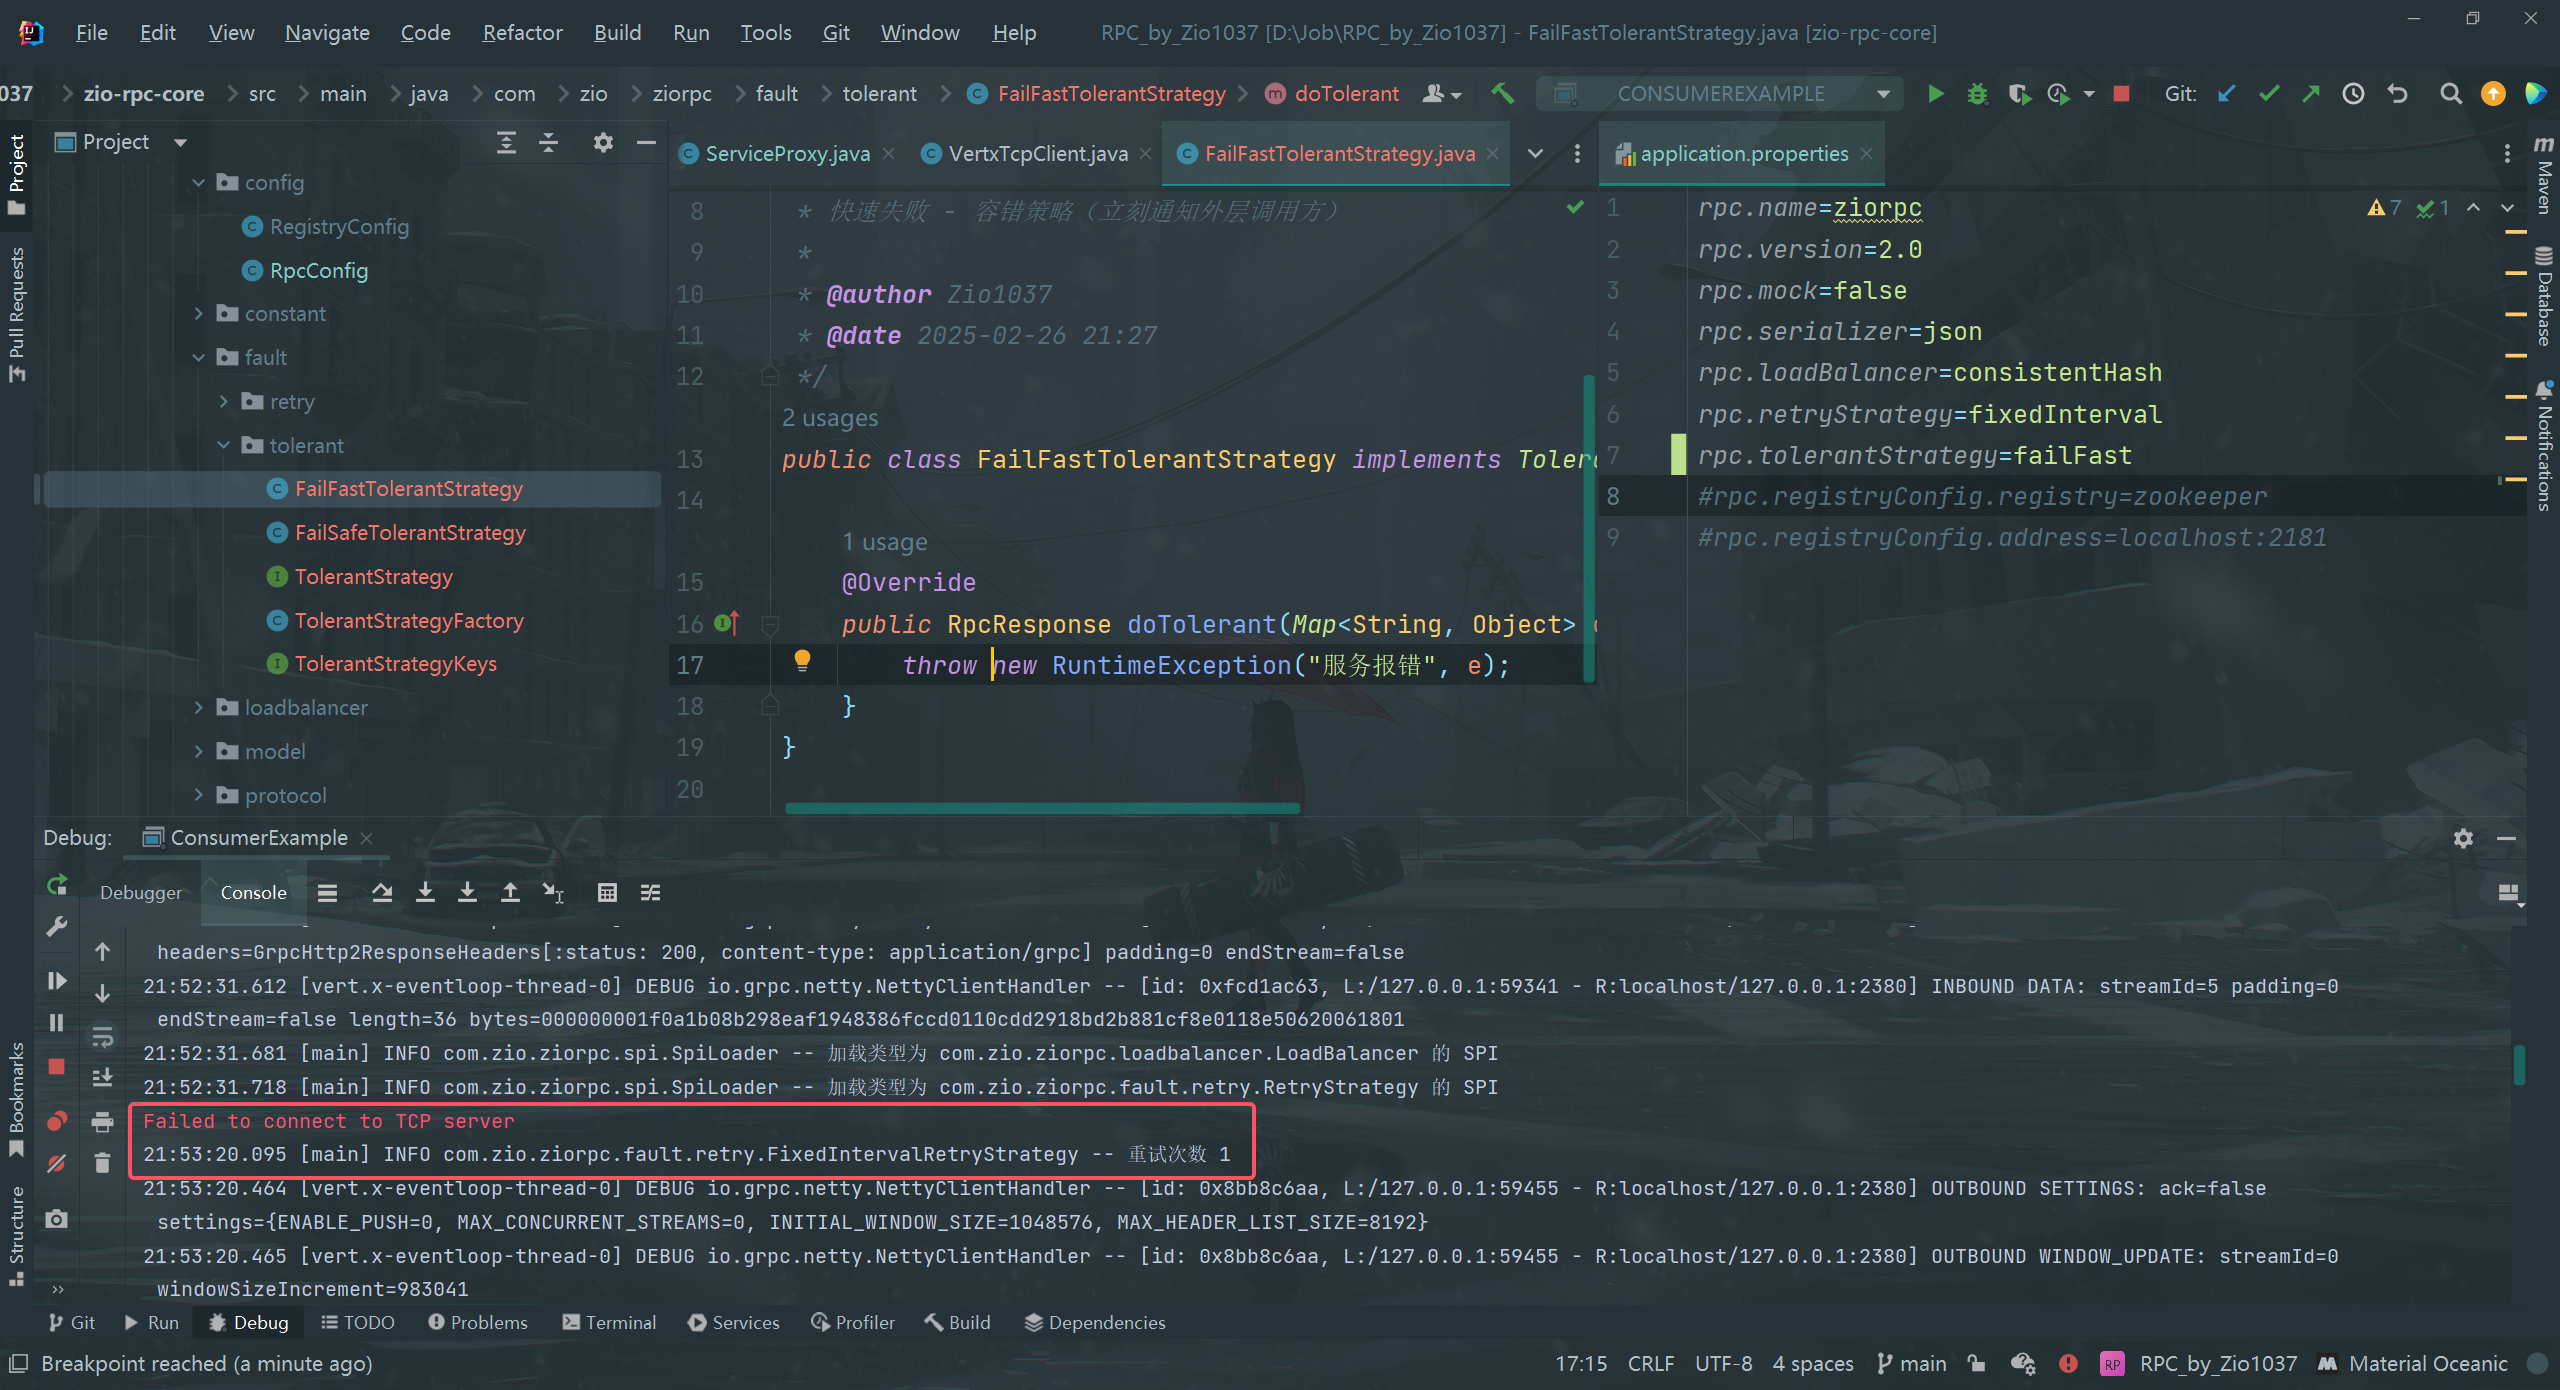 File Edit View Navigate Code Refactor Build Run Tools Git Window Help RPC_by_Zio1037 [D:\Job\RPC_by_Zio1037] - FailFastTolerantStrategy.java [zio-rpc-core]
037 zio-rpc-core src main java com zio ziorpc fault tolerant FailFastTolerantStrategy doTolerant CONSUMEREXAMPLE Git:
Project
Pull Requests
Bookmarks
Structure
Project
config
RegistryConfig
RpcConfig
constant
fault
retry
tolerant
FailFastTolerantStrategy
FailSafeTolerantStrategy
TolerantStrategy
TolerantStrategyFactory
TolerantStrategyKeys
loadbalancer
model
protocol
ServiceProxy.java VertxTcpClient.java FailFastTolerantStrategy.java
8 * 快速失败 - 容错策略（立刻通知外层调用方）
9 *
10 * @author Zio1037
11 * @date 2025-02-26 21:27
12 */
2 usages
13 public class FailFastTolerantStrategy implements Toler
14
1 usage
15 @Override
16 public RpcResponse doTolerant(Map<String, Object>
17 throw new RuntimeException("服务报错", e);
18 }
19 }
20
application.properties
7 1
1 rpc.name=ziorpc
2 rpc.version=2.0
3 rpc.mock=false
4 rpc.serializer=json
5 rpc.loadBalancer=consistentHash
6 rpc.retryStrategy=fixedInterval
7 rpc.tolerantStrategy=failFast
8 #rpc.registryConfig.registry=zookeeper
9 #rpc.registryConfig.address=localhost:2181
Maven
Database
Notifications
Debug: ConsumerExample
Debugger Console
headers=GrpcHttp2ResponseHeaders[:status: 200, content-type: application/grpc] padding=0 endStream=false
21:52:31.612 [vert.x-eventloop-thread-0] DEBUG io.grpc.netty.NettyClientHandler -- [id: 0xfcd1ac63, L:/127.0.0.1:59341 - R:localhost/127.0.0.1:2380] INBOUND DATA: streamId=5 padding=0
endStream=false length=36 bytes=000000001f0a1b08b298eaf1948386fccd0110cdd2918bd2b881cf8e0118e50620061801
21:52:31.681 [main] INFO com.zio.ziorpc.spi.SpiLoader -- 加载类型为 com.zio.ziorpc.loadbalancer.LoadBalancer 的 SPI
21:52:31.718 [main] INFO com.zio.ziorpc.spi.SpiLoader -- 加载类型为 com.zio.ziorpc.fault.retry.RetryStrategy 的 SPI
Failed to connect to TCP server
21:53:20.095 [main] INFO com.zio.ziorpc.fault.retry.FixedIntervalRetryStrategy -- 重试次数 1
21:53:20.464 [vert.x-eventloop-thread-0] DEBUG io.grpc.netty.NettyClientHandler -- [id: 0x8bb8c6aa, L:/127.0.0.1:59455 - R:localhost/127.0.0.1:2380] OUTBOUND SETTINGS: ack=false
settings={ENABLE_PUSH=0, MAX_CONCURRENT_STREAMS=0, INITIAL_WINDOW_SIZE=1048576, MAX_HEADER_LIST_SIZE=8192}
21:53:20.465 [vert.x-eventloop-thread-0] DEBUG io.grpc.netty.NettyClientHandler -- [id: 0x8bb8c6aa, L:/127.0.0.1:59455 - R:localhost/127.0.0.1:2380] OUTBOUND WINDOW_UPDATE: streamId=0
windowSizeIncrement=983041
Git Run Debug TODO Problems Terminal Services Profiler Build Dependencies
Breakpoint reached (a minute ago) 17:15 CRLF UTF-8 4 spaces main RP RPC_by_Zio1037 Material Oceanic